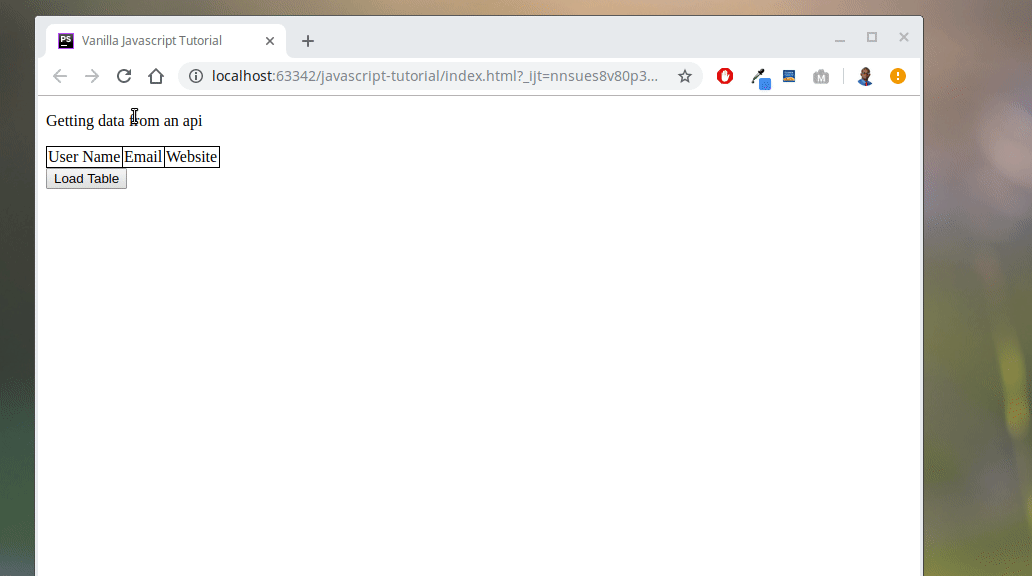 PS Vanilla Javascript Tutorial
localhost:63342/javascript-tutorial/index.html?_ijt=nnsues8v80p3...
M
Getting data from an api
User Name Email Website
Load Table